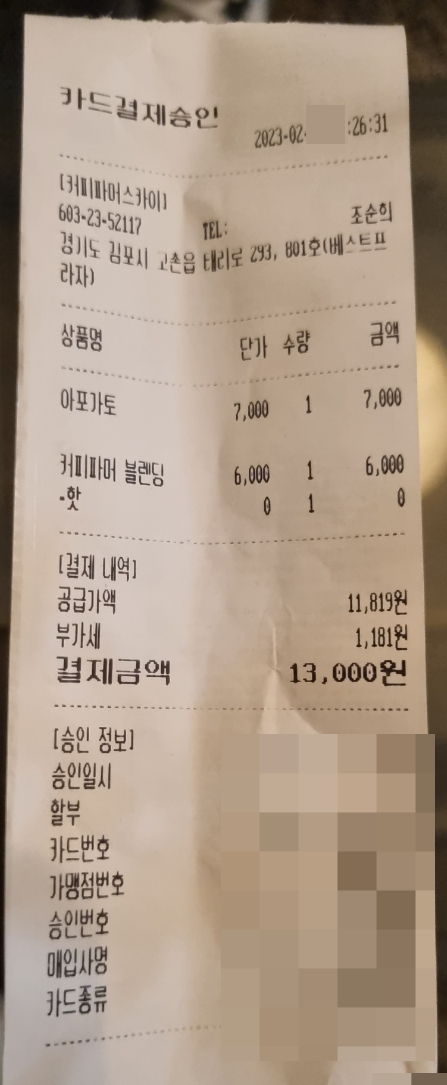 카드결제승인
2023-02- :26:31
[커피파머스카이]
603-23-52117 TEL: 조순희
경기도 김포시 고촌읍 태리로 293, 801호(베스트프
라자)
상품명 단가 수량 금액
아포가토 7,000 1 7,000
커피파머 블렌딩 6,000 1 6,000
·핫 0 1 0
[결제 내역]
공급가액 11,819원
부가세 1,181원
결제금액 13,000원
[승인 정보]
승인일시
할부
카드번호
가맹점번호
승인번호
매입사명
카드종류